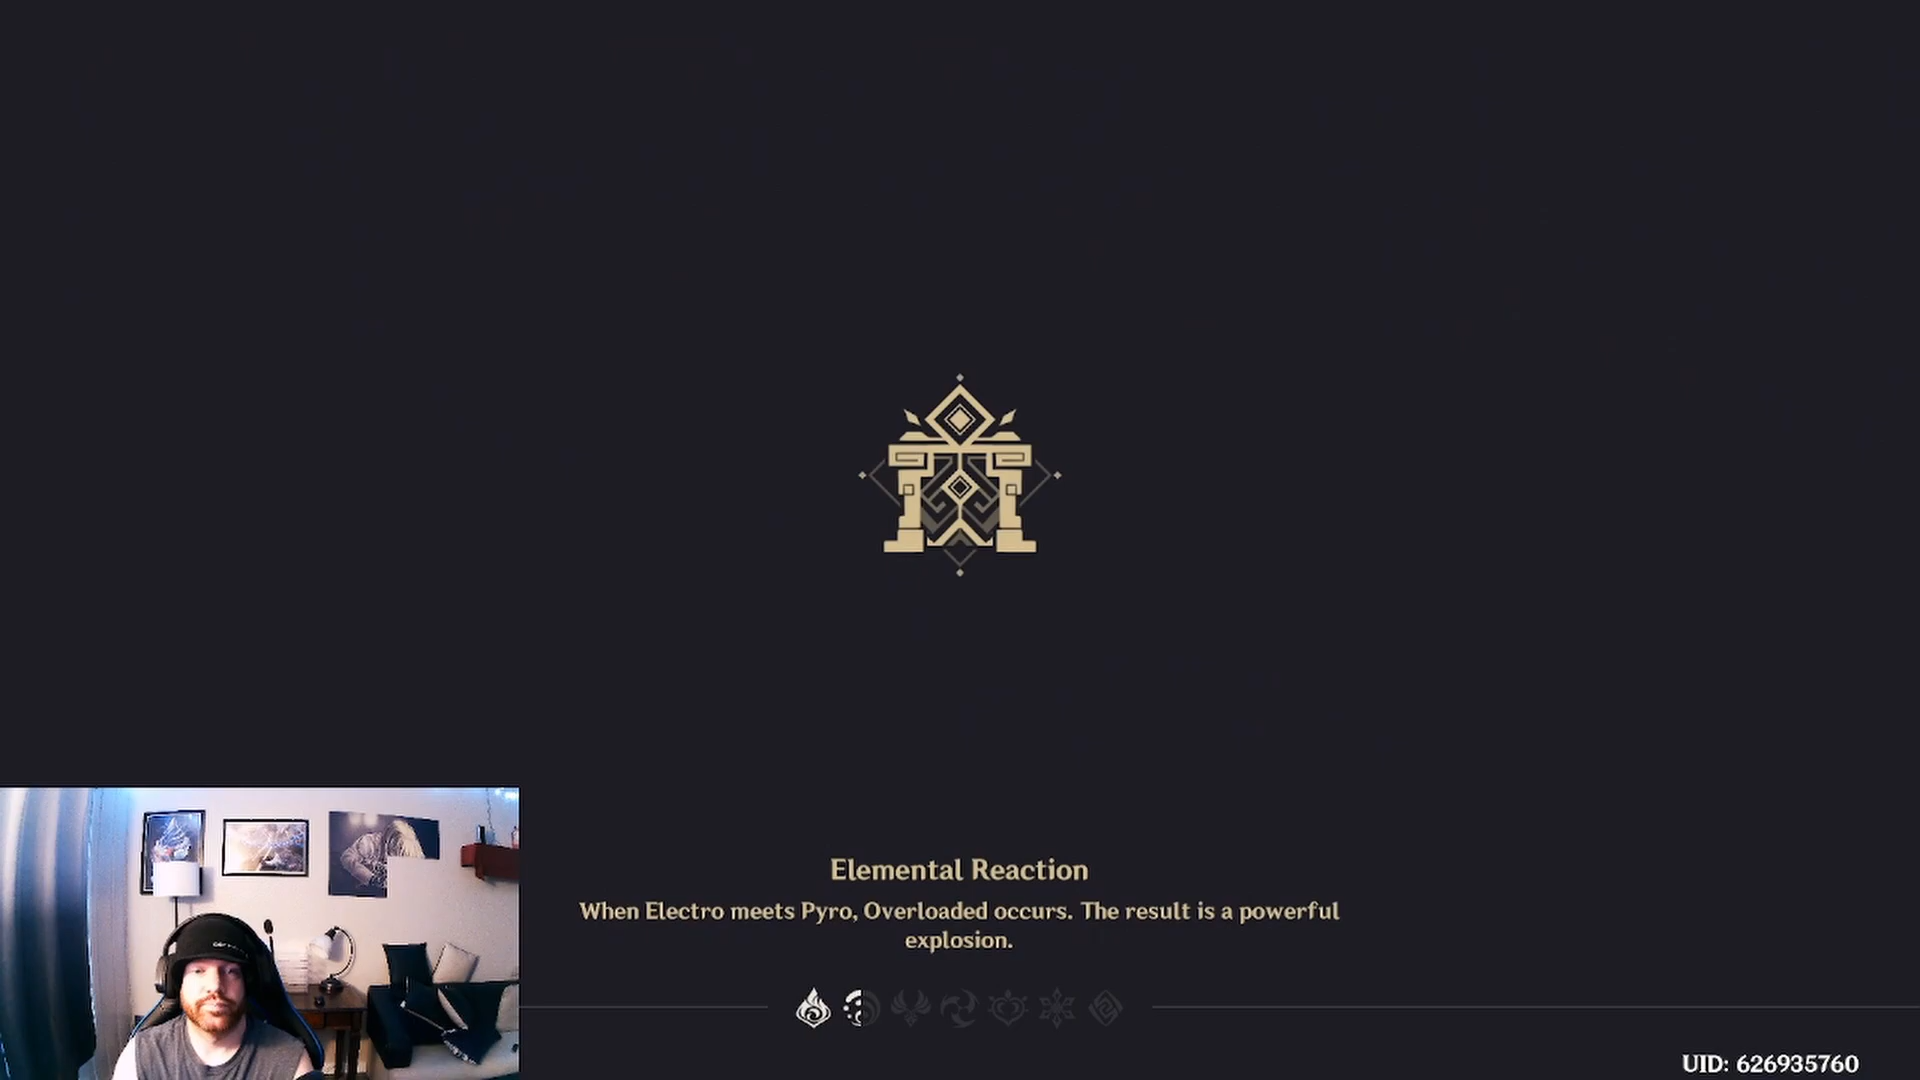 Elemental Reaction
When Electro meets Pyro, Overloaded occurs. The result is a powerful
explosion.
UID: 626935760